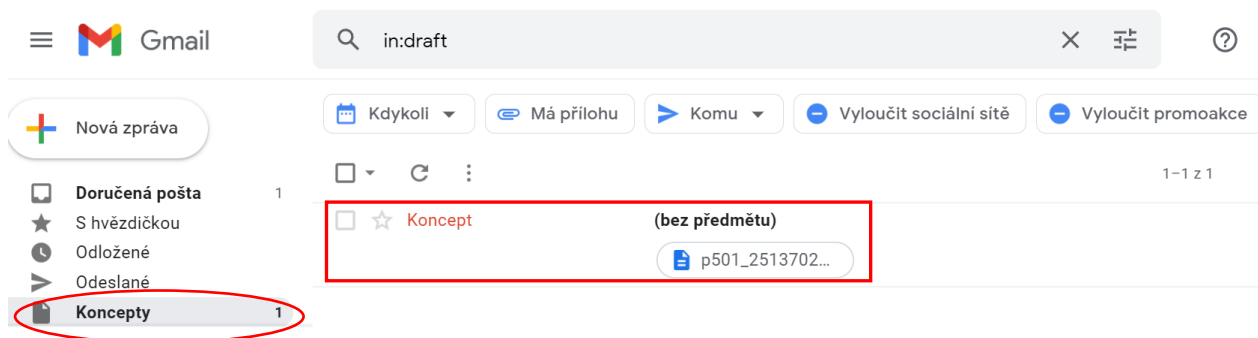 Gmail
in:draft
Nová zpráva
Kdykoli
Má přílohu
Komu
Vyloučit sociální sítě
Vyloučit promoakce
1–1 z 1
Doručená pošta 1
S hvězdičkou
Odložené
Odeslané
Koncepty 1
Koncept (bez předmětu)
p501_2513702...